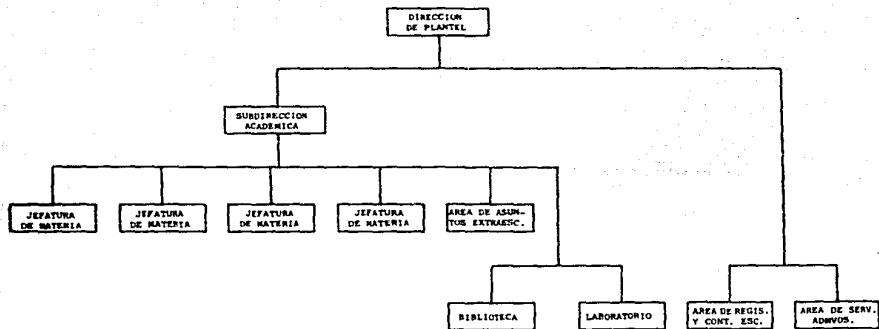 DIRECCION
DE PLANTEL
SUBDIRECCION
ACADEMICA
JEFATURA
DE MATERIA
JEFATURA
DE MATERIA
JEFATURA
DE MATERIA
JEFATURA
DE MATERIA
AREA DE ASUN-
TOS EXTRAESC.
BIBLIOTECA
LABORATORIO
AREA DE REGIS.
Y CONT. ESC.
AREA DE SERV.
ADMVOS.